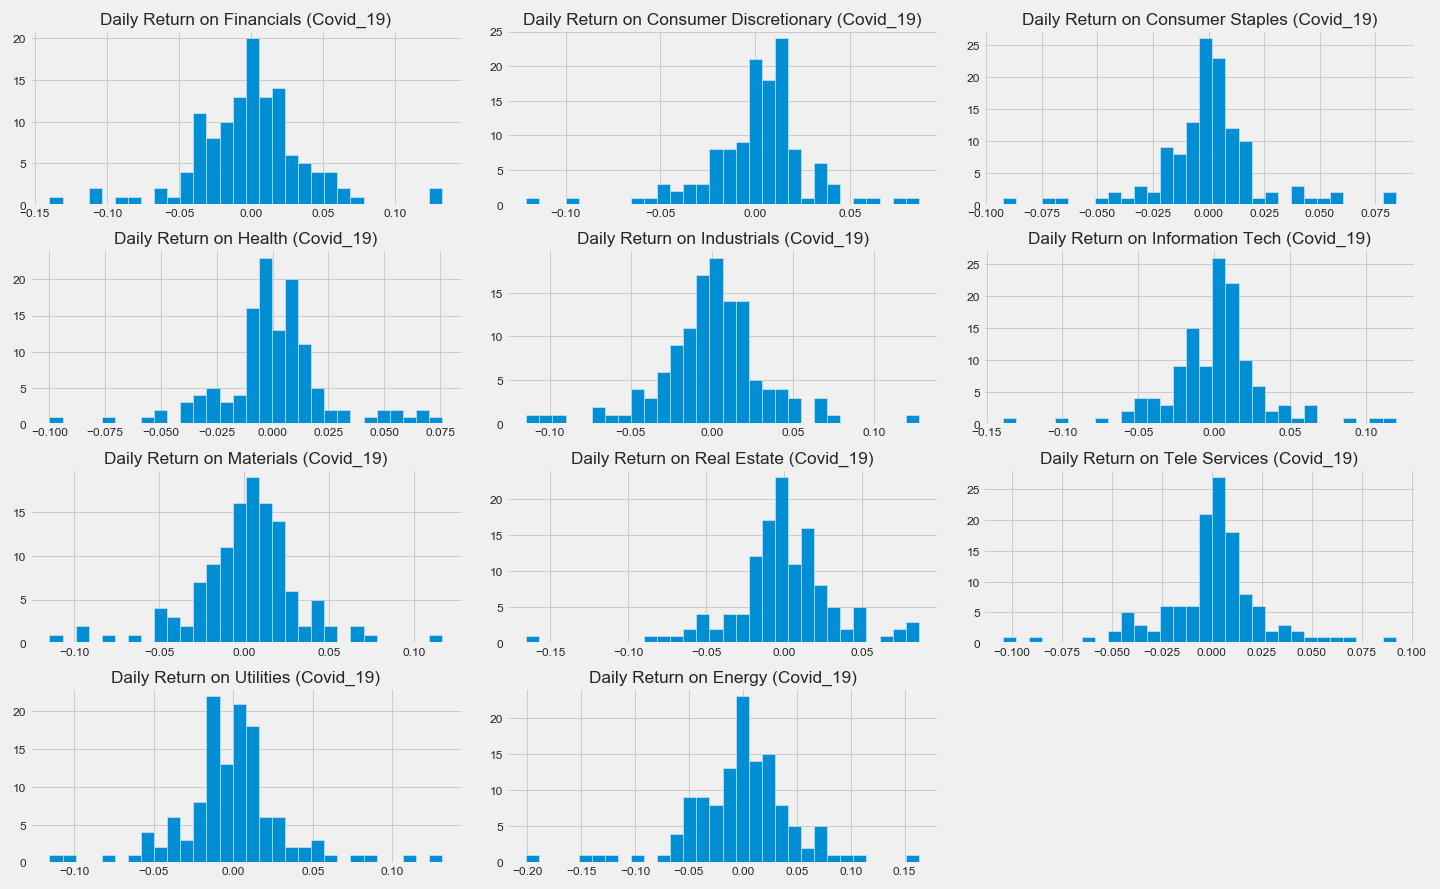 Daily Return on Financials (Covid_19)
20
15
10
5
0
−0.15 −0.10 −0.05 0.00 0.05 0.10
Daily Return on Consumer Discretionary (Covid_19)
25
20
15
10
5
0
−0.10 −0.05 0.00 0.05
Daily Return on Consumer Staples (Covid_19)
25
20
15
10
5
0
−0.100 −0.075 −0.050 −0.025 0.000 0.025 0.050 0.075
Daily Return on Health (Covid_19)
20
15
10
5
0
−0.100 −0.075 −0.050 −0.025 0.000 0.025 0.050 0.075
Daily Return on Industrials (Covid_19)
15
10
5
0
−0.10 −0.05 0.00 0.05 0.10
Daily Return on Information Tech (Covid_19)
25
20
15
10
5
0
−0.15 −0.10 −0.05 0.00 0.05 0.10
Daily Return on Materials (Covid_19)
15
10
5
0
−0.10 −0.05 0.00 0.05 0.10
Daily Return on Real Estate (Covid_19)
20
15
10
5
0
−0.15 −0.10 −0.05 0.00 0.05
Daily Return on Tele Services (Covid_19)
25
20
15
10
5
0
−0.100 −0.075 −0.050 −0.025 0.000 0.025 0.050 0.075 0.100
Daily Return on Utilities (Covid_19)
20
15
10
5
0
−0.10 −0.05 0.00 0.05 0.10
Daily Return on Energy (Covid_19)
20
15
10
5
0
−0.20 −0.15 −0.10 −0.05 0.00 0.05 0.10 0.15